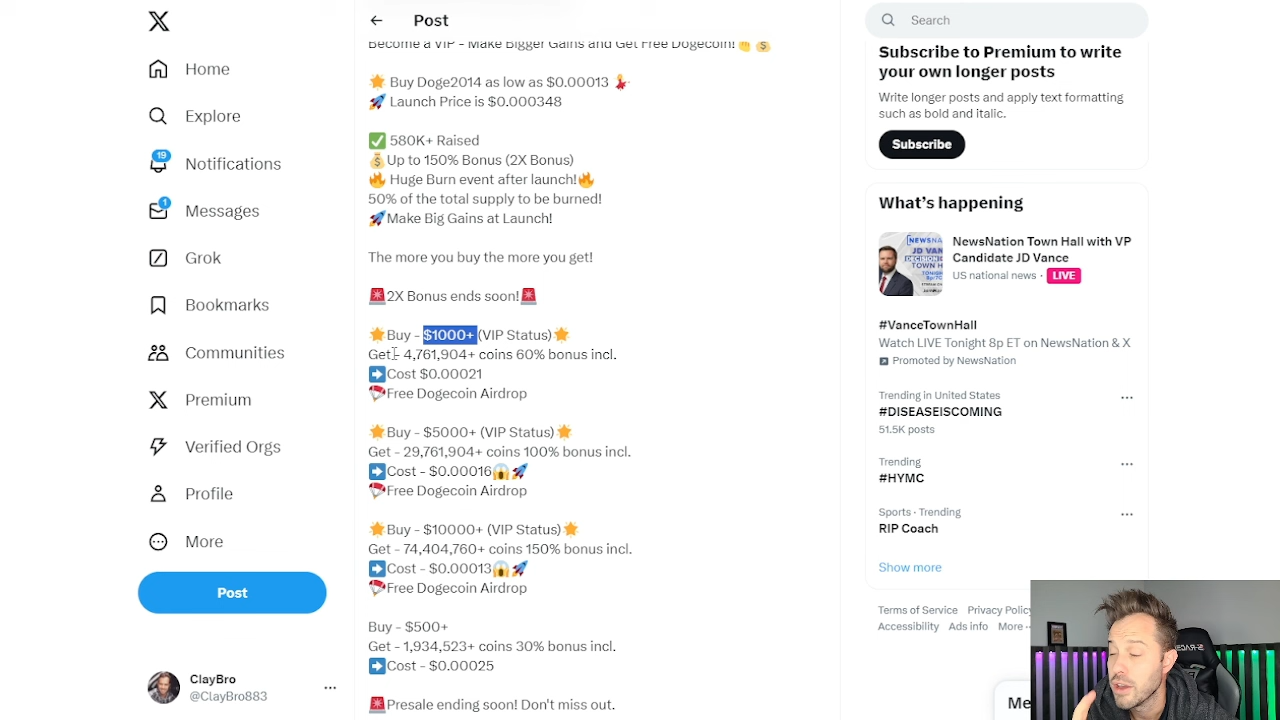 Post
Search
Home
Explore
19
Notifications
1
Messages
Grok
Bookmarks
Communities
Premium
Verified Orgs
Profile
More
Post
ClayBro
@ClayBro883
Become a VIP - Make Bigger Gains and Get Free Dogecoin!👏💰
🌟 Buy Doge2014 as low as $0.00013 💃
🚀 Launch Price is $0.000348
✅ 580K+ Raised
💰Up to 150% Bonus (2X Bonus)
🔥 Huge Burn event after launch!🔥
50% of the total supply to be burned!
🚀Make Big Gains at Launch!
The more you buy the more you get!
🚨2X Bonus ends soon!🚨
🌟Buy - $1000+ (VIP Status)🌟
Get - 4,761,904+ coins 60% bonus incl.
➡️Cost $0.00021
🪂Free Dogecoin Airdrop
🌟Buy - $5000+ (VIP Status)🌟
Get - 29,761,904+ coins 100% bonus incl.
➡️Cost - $0.00016😱🚀
🪂Free Dogecoin Airdrop
🌟Buy - $10000+ (VIP Status)🌟
Get - 74,404,760+ coins 150% bonus incl.
➡️Cost - $0.00013😱🚀
🪂Free Dogecoin Airdrop
Buy - $500+
Get - 1,934,523+ coins 30% bonus incl.
➡️Cost - $0.00025
🚨Presale ending soon! Don't miss out.
Subscribe to Premium to write
your own longer posts
Write longer posts and apply text formatting
such as bold and italic.
Subscribe
What's happening
NewsNation Town Hall with VP
Candidate JD Vance
US national news · LIVE
#VanceTownHall
Watch LIVE Tonight 8p ET on NewsNation & X
Promoted by NewsNation
Trending in United States
#DISEASEISCOMING
51.5K posts
Trending
#HYMC
Sports · Trending
RIP Coach
Show more
Terms of Service Privacy Policy
Accessibility Ads info More